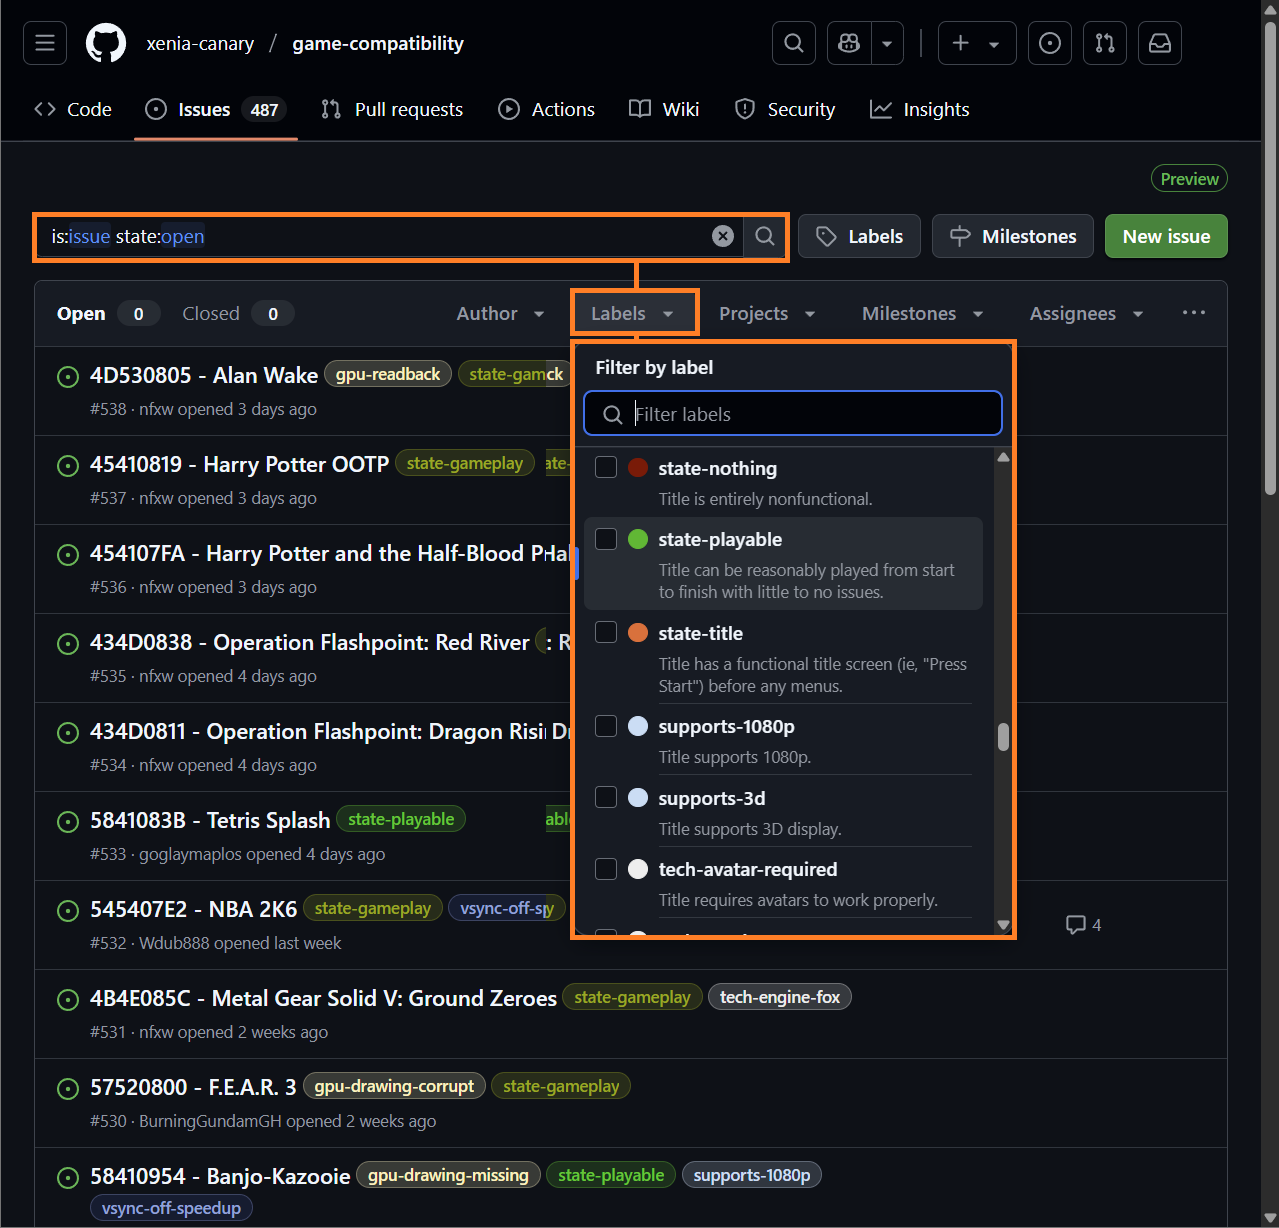 xenia-canary / game-compatibility
Code Issues 487 Pull requests Actions Wiki Security Insights
Preview
is:issue state:open Labels Milestones New issue
Open 0 Closed 0 Author Labels Projects Milestones Assignees
Filter by label
Filter labels
state-nothing
Title is entirely nonfunctional.
state-playable
Title can be reasonably played from start
to finish with little to no issues.
state-title
Title has a functional title screen (ie, "Press
Start") before any menus.
supports-1080p
Title supports 1080p.
supports-3d
Title supports 3D display.
tech-avatar-required
Title requires avatars to work properly.
4D530805 - Alan Wake gpu-readback
#538 · nfxw opened 3 days ago
45410819 - Harry Potter OOTP state-gameplay
#537 · nfxw opened 3 days ago
454107FA - Harry Potter and the Half-Blood
#536 · nfxw opened 3 days ago
434D0838 - Operation Flashpoint: Red River
#535 · nfxw opened 4 days ago
434D0811 - Operation Flashpoint: Dragon
#534 · nfxw opened 4 days ago
5841083B - Tetris Splash state-playable
#533 · goglaymaplos opened 4 days ago
545407E2 - NBA 2K6 state-gameplay
#532 · Wdub888 opened last week
4
4B4E085C - Metal Gear Solid V: Ground Zeroes state-gameplay tech-engine-fox
#531 · nfxw opened 2 weeks ago
57520800 - F.E.A.R. 3 gpu-drawing-corrupt state-gameplay
#530 · BurningGundamGH opened 2 weeks ago
58410954 - Banjo-Kazooie gpu-drawing-missing state-playable supports-1080p
vsync-off-speedup